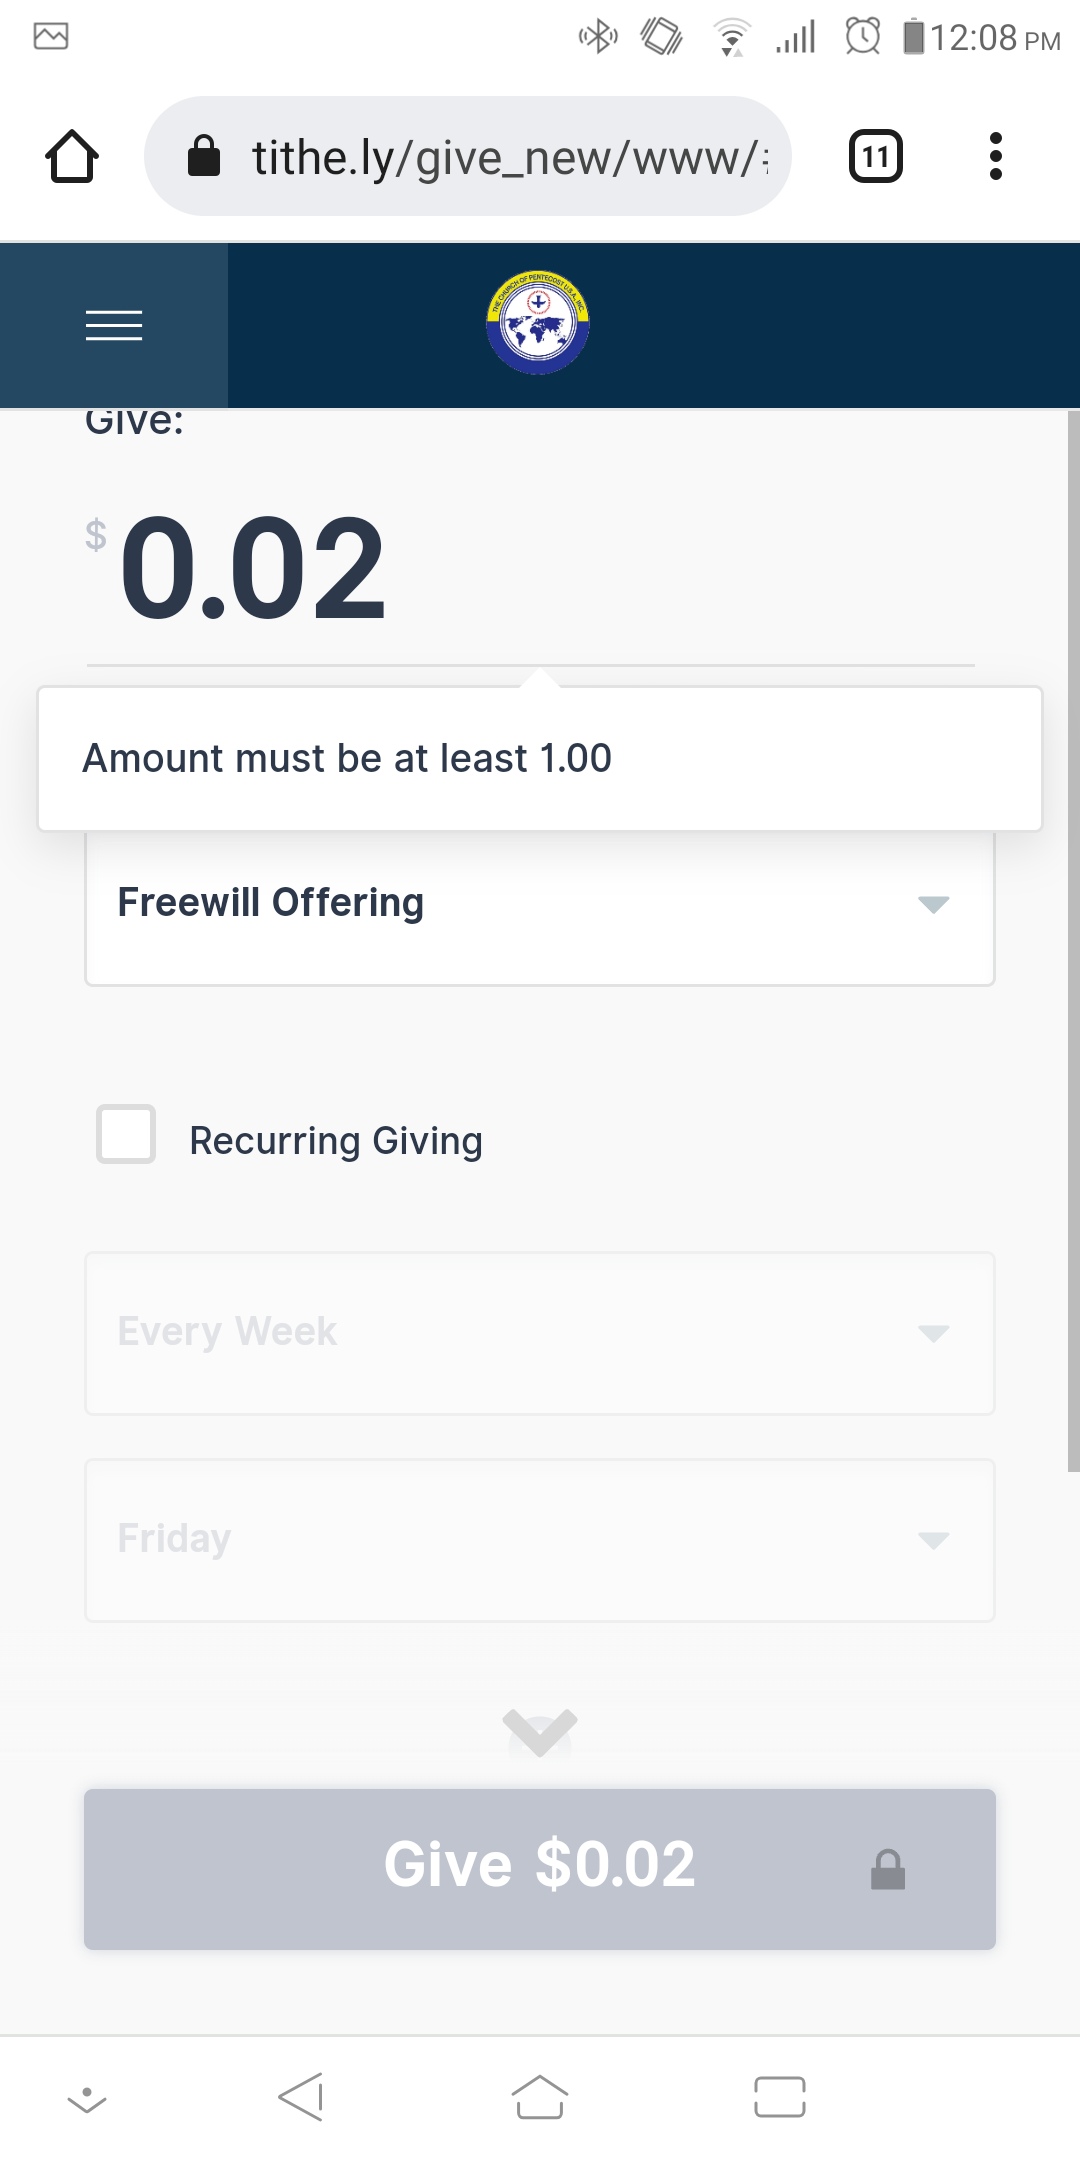 12:08 PM
tithe.ly/give_new/www/
11
THE CHURCH OF PENTECOST U.S.A., INC.
Give:
$ 0.02
Amount must be at least 1.00
Freewill Offering
Recurring Giving
Every Week
Friday
Give $0.02